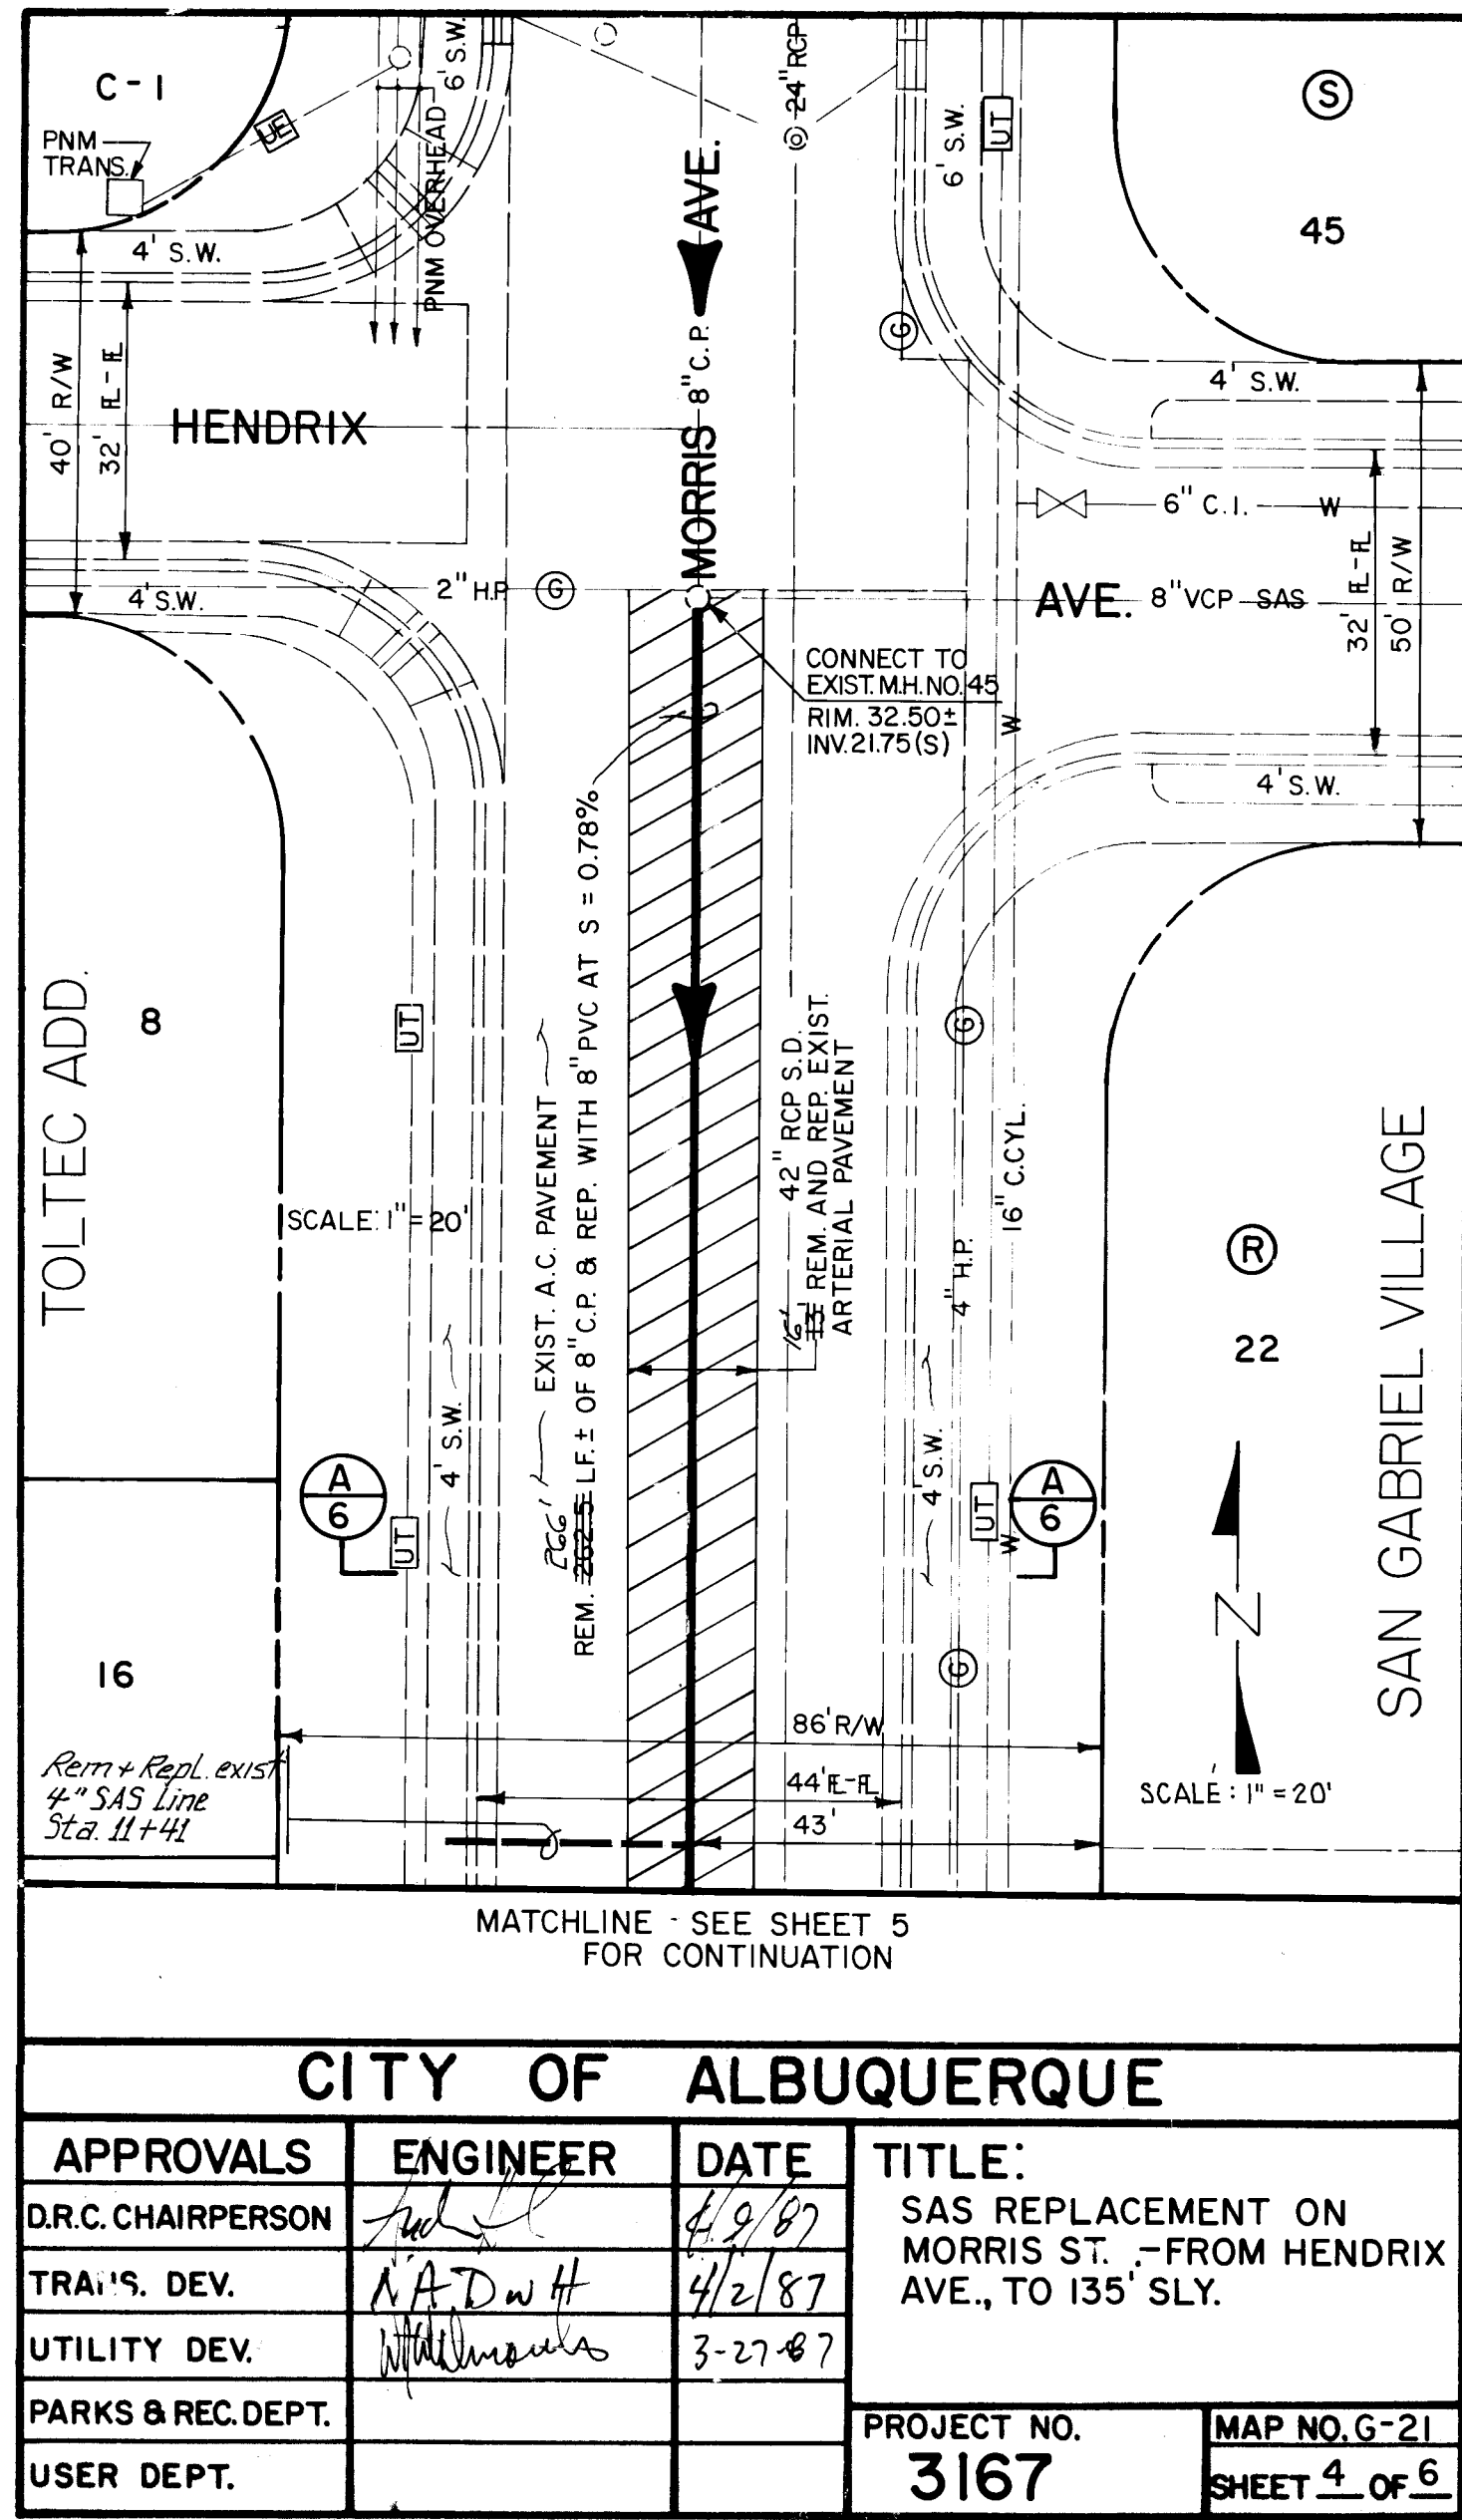 C-1
PNM
TRANS.
UE
PNM OVERHEAD
6' S.W.
4' S.W.
40' R/W
32' FL-FL
HENDRIX
4' S.W.
2" H.P.
G
MORRIS
8" C.P.
AVE.
24" RCP
6' S.W.
UT
S
45
G
4' S.W.
6" C.I.
W
AVE.
8" VCP SAS
32' FL-FL
50' R/W
4' S.W.
CONNECT TO
EXIST. M.H. NO. 45
RIM. 32.50±
INV. 21.75 (S)
W
TOLTEC ADD.
8
UT
SCALE: 1" = 20'
EXIST. A.C. PAVEMENT
266'
REM. 262.5 LF.± OF 8" C.P. & REP. WITH 8" PVC AT S = 0.78%
42" RCP S.D.
16' 13' REM. AND REP. EXIST.
ARTERIAL PAVEMENT
G
4" H.P.
16" C.CYL.
R
22
SAN GABRIEL VILLAGE
A
6
UT
4' S.W.
4' S.W.
UT
A
6
W
G
N
SCALE: 1" = 20'
16
Rem + Repl. exist
4" SAS Line
Sta. 11+41
86' R/W
44' FL-FL
43'
MATCHLINE - SEE SHEET 5
FOR CONTINUATION
CITY OF ALBUQUERQUE
APPROVALS ENGINEER DATE
D.R.C. CHAIRPERSON 4/9/87
TRANS. DEV. 4/2/87
UTILITY DEV. 3-27-87
PARKS & REC. DEPT.
USER DEPT.
TITLE:
SAS REPLACEMENT ON
MORRIS ST. .-FROM HENDRIX
AVE., TO 135' SLY.
PROJECT NO.
3167
MAP NO. G-21
SHEET 4 OF 6